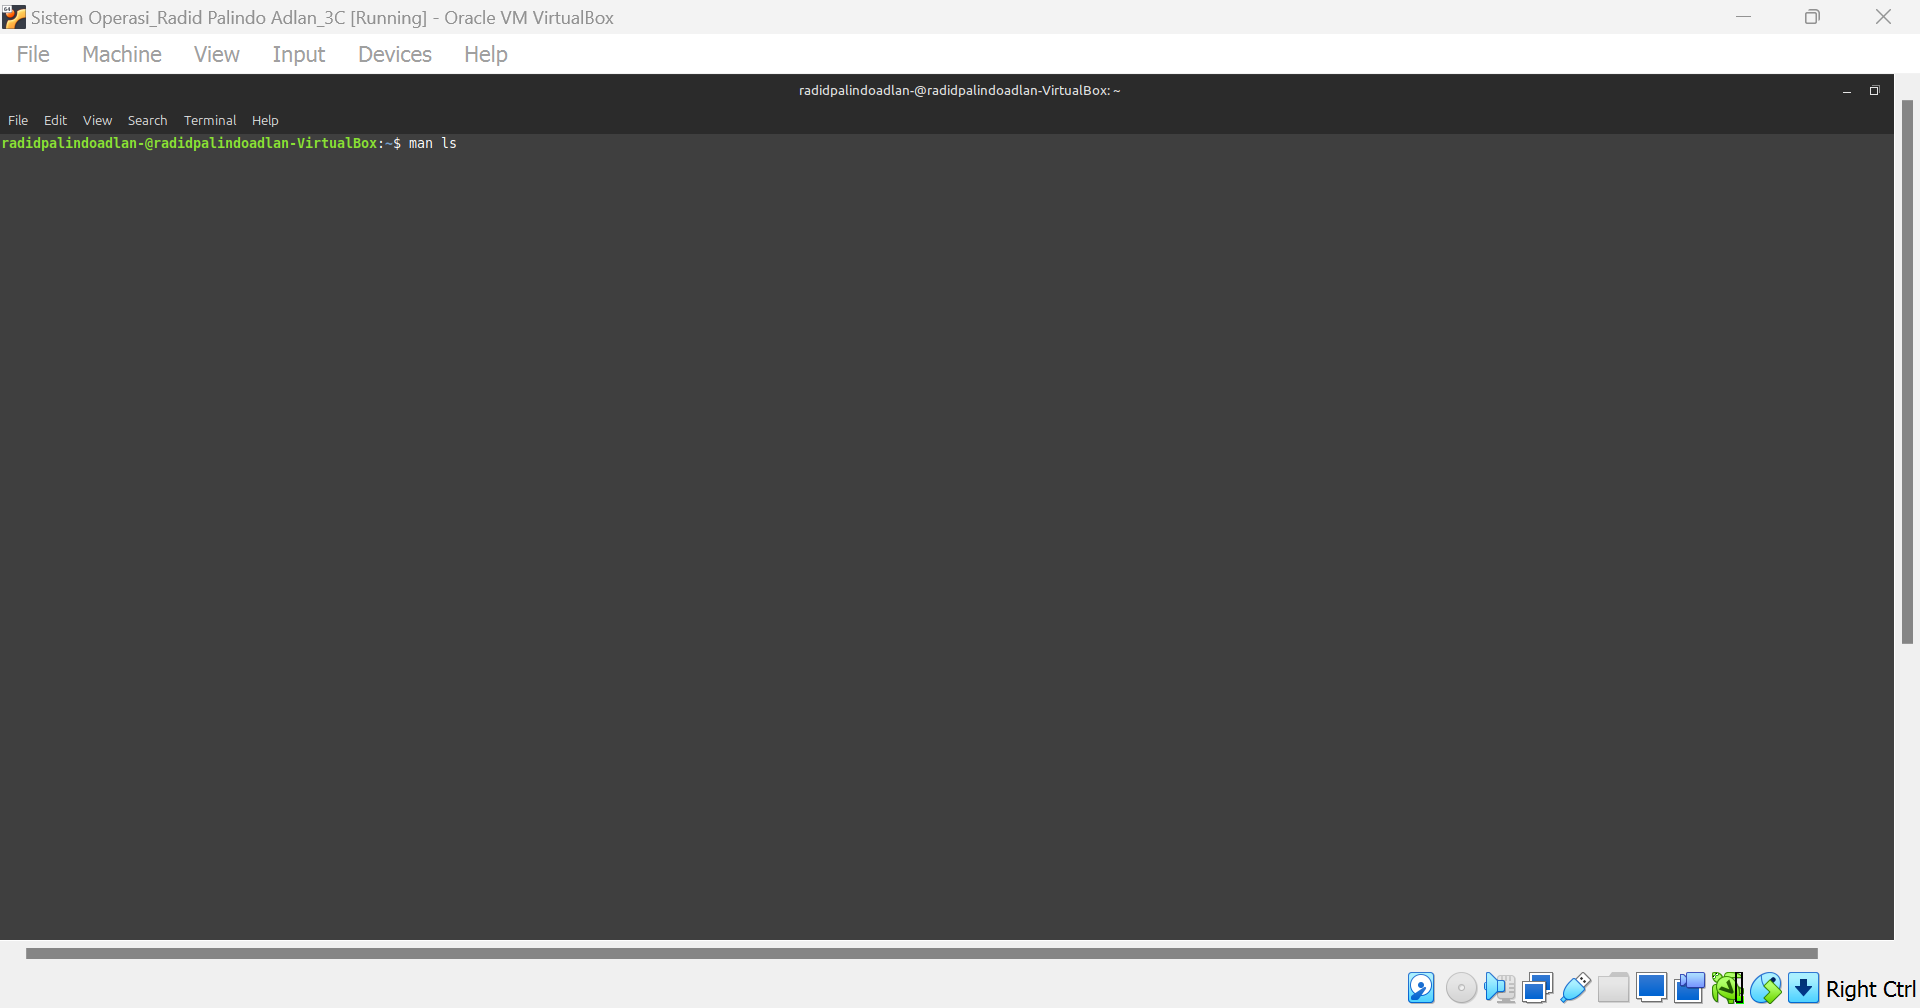 Sistem Operasi_Radid Palindo Adlan_3C [Running] - Oracle VM VirtualBox
File Machine View Input Devices Help
radidpalindoadlan-@radidpalindoadlan-VirtualBox: ~
File Edit View Search Terminal Help
radidpalindoadlan-@radidpalindoadlan-VirtualBox:~$ man ls
Right Ctrl